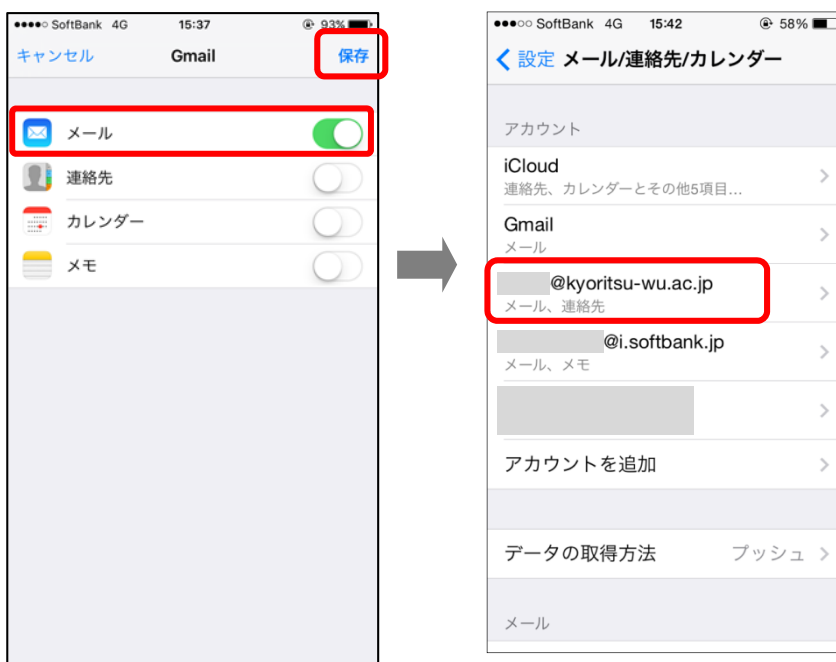 SoftBank 4G 15:37 93%
キャンセル Gmail 保存
メール
連絡先
カレンダー
メモ
SoftBank 4G 15:42 58%
設定 メール/連絡先/カレンダー
アカウント
iCloud
連絡先、カレンダーとその他5項目...
Gmail
メール
@kyoritsu-wu.ac.jp
メール、連絡先
@i.softbank.jp
メール、メモ
アカウントを追加
データの取得方法 プッシュ
メール